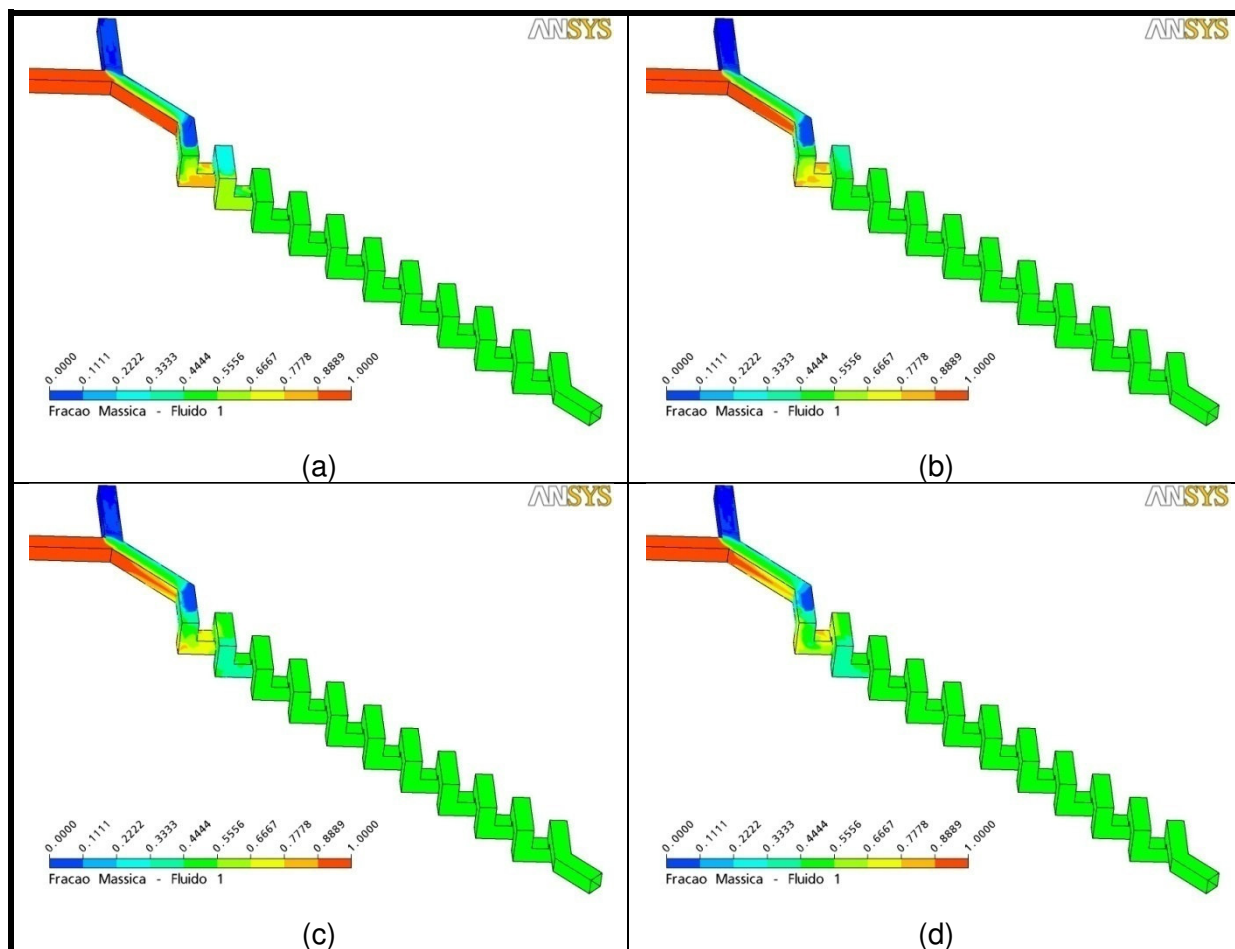 ANSYS
0.0000 0.1111 0.2222 0.3333 0.4444 0.5556 0.6667 0.7778 0.8889 1.0000
Fracao Massica - Fluido 1
(a)
ANSYS
0.0000 0.1111 0.2222 0.3333 0.4444 0.5556 0.6667 0.7778 0.8889 1.0000
Fracao Massica - Fluido 1
(b)
ANSYS
0.0000 0.1111 0.2222 0.3333 0.4444 0.5556 0.6667 0.7778 0.8889 1.0000
Fracao Massica - Fluido 1
(c)
ANSYS
0.0000 0.1111 0.2222 0.3333 0.4444 0.5556 0.6667 0.7778 0.8889 1.0000
Fracao Massica - Fluido 1
(d)